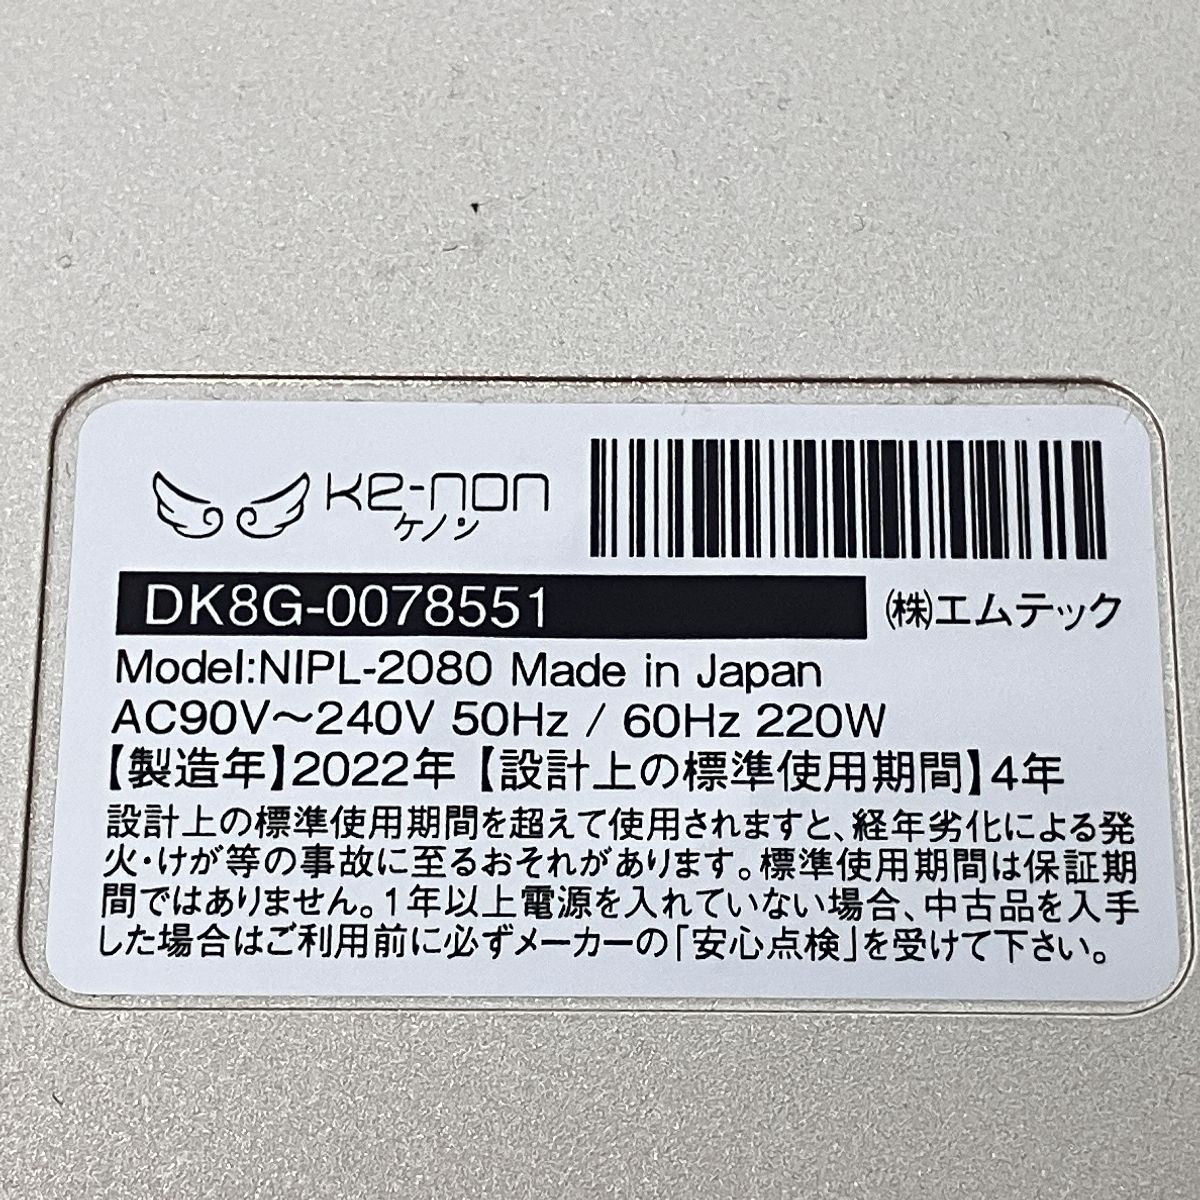 Ke-non
ケノン
DK8G-0078551
㈱エムテック
Model:NIPL-2080 Made in Japan
AC90V～240V 50Hz / 60Hz 220W
【製造年】2022年【設計上の標準使用期間】4年
設計上の標準使用期間を超えて使用されますと、経年劣化による発
火・けが等の事故に至るおそれがあります。標準使用期間は保証期
間ではありません。1年以上電源を入れていない場合、中古品を入手
した場合はご利用前に必ずメーカーの「安心点検」を受けて下さい。